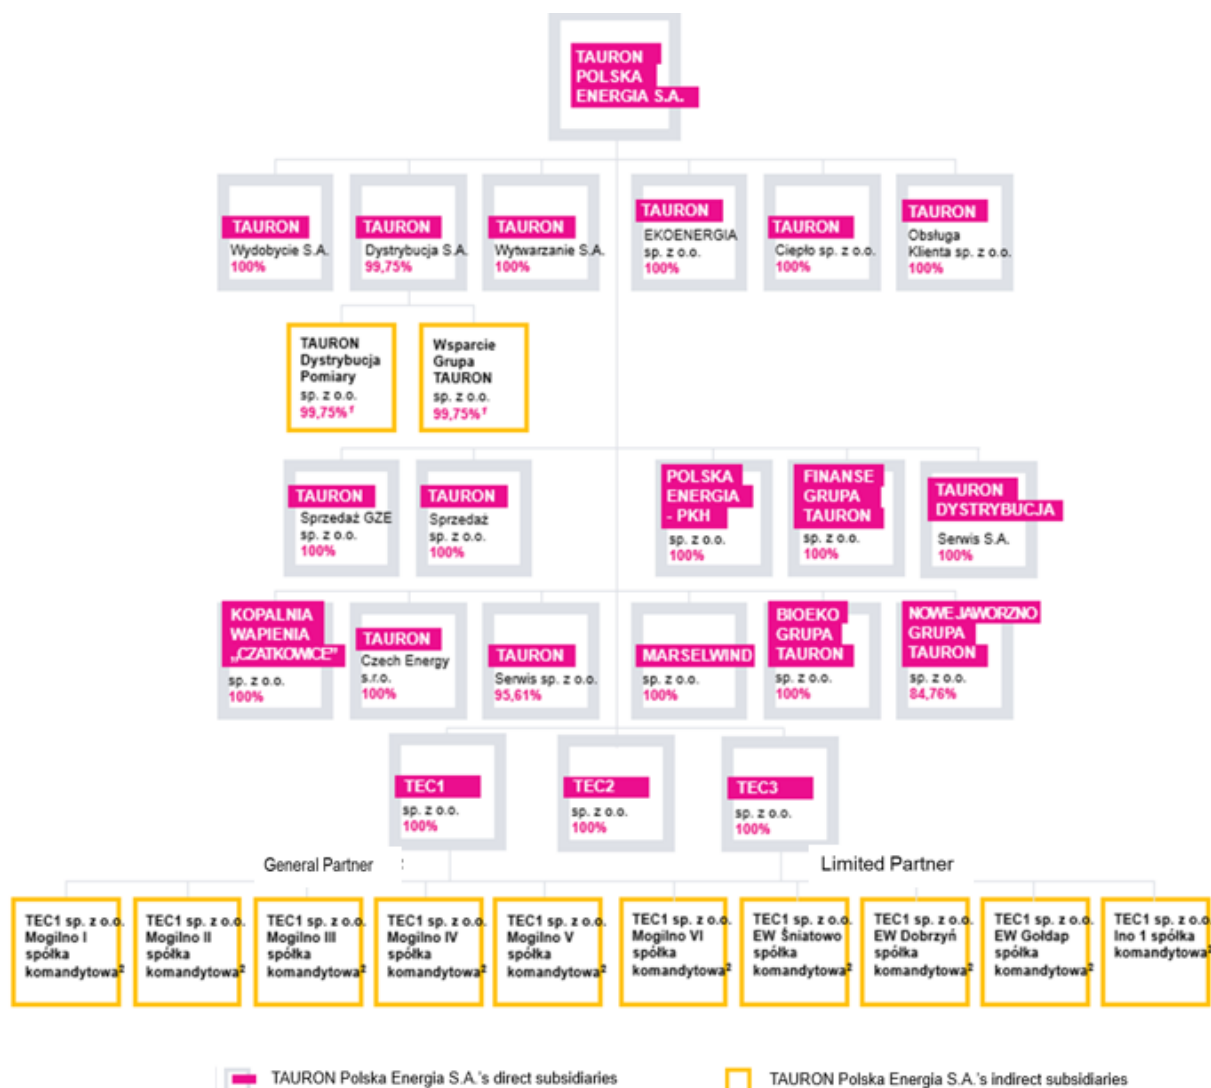 TAURON
POLSKA
ENERGIA S.A.
TAURON
Wydobycie S.A.
100%
TAURON
Dystrybucja S.A.
99,75%
TAURON
Wytwarzanie S.A.
100%
TAURON
EKOENERGIA
sp. z o.o.
100%
TAURON
Ciepło sp. z o.o.
100%
TAURON
Obsługa
Klienta sp. z o.o.
100%
TAURON
Dystrybucja
Pomiary
sp. z o.o.
99,75%¹
Wsparcie
Grupa
TAURON
sp. z o.o.
99,75%¹
TAURON
Sprzedaż GZE
sp. z o.o.
100%
TAURON
Sprzedaż
sp. z o.o.
100%
POLSKA
ENERGIA
- PKH
sp. z o.o.
100%
FINANSE
GRUPA
TAURON
sp. z o.o.
100%
TAURON
DYSTRYBUCJA
Serwis S.A.
100%
KOPALNIA
WAPIENIA
„CZATKOWICE”
sp. z o.o.
100%
TAURON
Czech Energy
s.r.o.
100%
TAURON
Serwis sp. z o.o.
95,61%
MARSELWIND
sp. z o.o.
100%
BIOEKO
GRUPA
TAURON
sp. z o.o.
100%
NOWE JAWORZNO
GRUPA
TAURON
sp. z o.o.
84,76%
TEC1
sp. z o.o.
100%
TEC2
sp. z o.o.
100%
TEC3
sp. z o.o.
100%
General Partner
Limited Partner
TEC1 sp. z o.o.
Mogilno I
spółka
komandytowa²
TEC1 sp. z o.o.
Mogilno II
spółka
komandytowa²
TEC1 sp. z o.o.
Mogilno III
spółka
komandytowa²
TEC1 sp. z o.o.
Mogilno IV
spółka
komandytowa²
TEC1 sp. z o.o.
Mogilno V
spółka
komandytowa²
TEC1 sp. z o.o.
Mogilno VI
spółka
komandytowa²
TEC1 sp. z o.o.
EW Śniatowo
spółka
komandytowa²
TEC1 sp. z o.o.
EW Dobrzyń
spółka
komandytowa²
TEC1 sp. z o.o.
EW Gołdap
spółka
komandytowa²
TEC1 sp. z o.o.
Ino 1 spółka
komandytowa²
TAURON Polska Energia S.A.'s direct subsidiaries
TAURON Polska Energia S.A.'s indirect subsidiaries